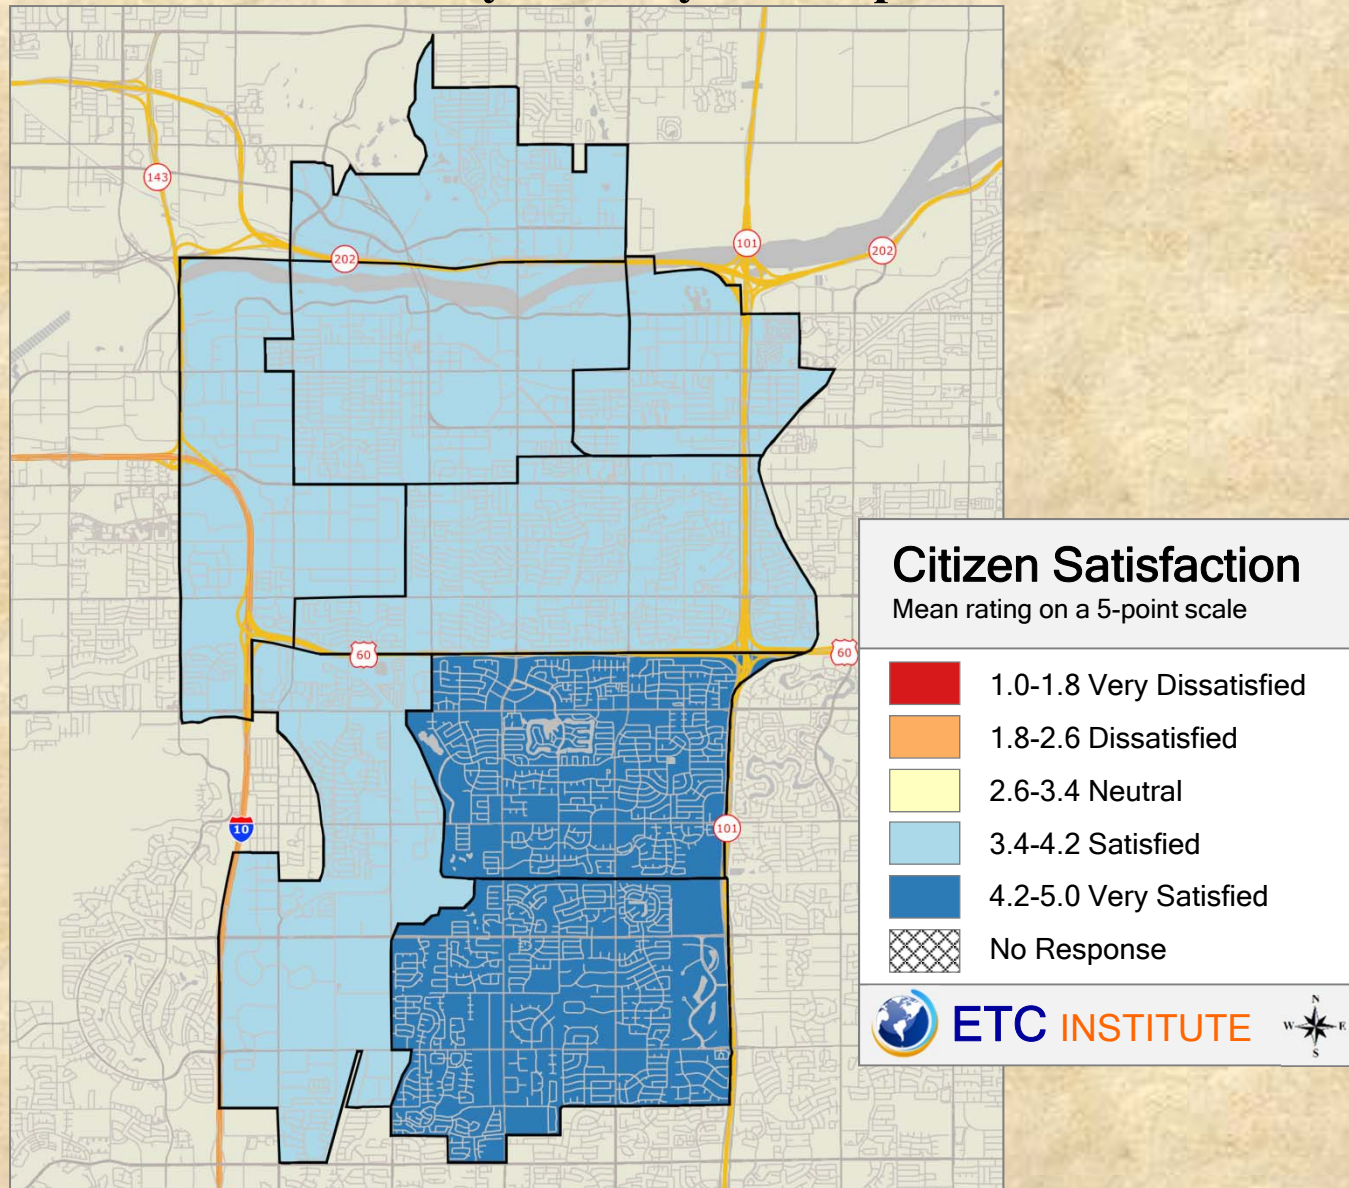 143
202
101
202
60
60
10
101
Citizen Satisfaction
Mean rating on a 5-point scale
1.0-1.8 Very Dissatisfied
1.8-2.6 Dissatisfied
2.6-3.4 Neutral
3.4-4.2 Satisfied
4.2-5.0 Very Satisfied
No Response
ETC INSTITUTE
N
W E
S